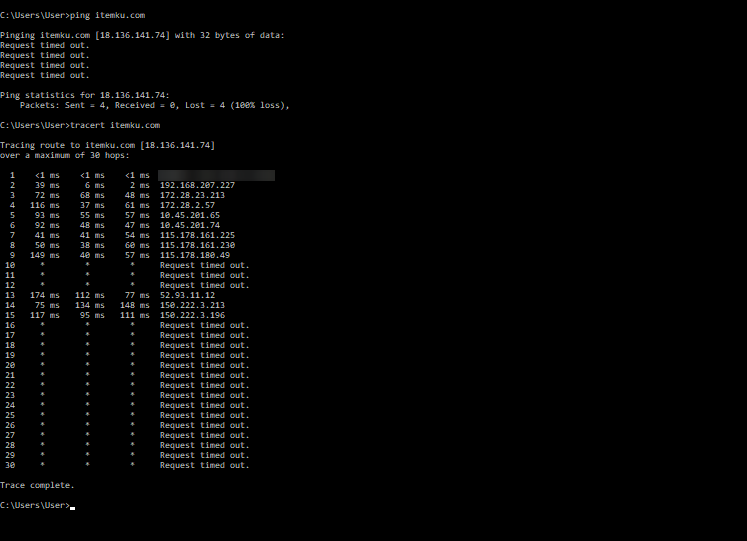 C:\Users\User>ping itemku.com
Pinging itemku.com [18.136.141.74] with 32 bytes of data:
Request timed out.
Request timed out.
Request timed out.
Request timed out.
Ping statistics for 18.136.141.74:
    Packets: Sent = 4, Received = 0, Lost = 4 (100% loss),
C:\Users\User>tracert itemku.com
Tracing route to itemku.com [18.136.141.74]
over a maximum of 30 hops:
  1    <1 ms    <1 ms    <1 ms
  2    39 ms     6 ms     2 ms  192.168.207.227
  3    72 ms    68 ms    48 ms  172.28.23.213
  4   116 ms    37 ms    61 ms  172.28.2.57
  5    93 ms    55 ms    57 ms  10.45.201.65
  6    92 ms    48 ms    47 ms  10.45.201.74
  7    41 ms    41 ms    54 ms  115.178.161.225
  8    50 ms    38 ms    60 ms  115.178.161.230
  9   149 ms    40 ms    57 ms  115.178.180.49
 10     *        *        *     Request timed out.
 11     *        *        *     Request timed out.
 12     *        *        *     Request timed out.
 13   174 ms   112 ms    77 ms  52.93.11.12
 14    75 ms   134 ms   148 ms  150.222.3.213
 15   117 ms    95 ms   111 ms  150.222.3.196
 16     *        *        *     Request timed out.
 17     *        *        *     Request timed out.
 18     *        *        *     Request timed out.
 19     *        *        *     Request timed out.
 20     *        *        *     Request timed out.
 21     *        *        *     Request timed out.
 22     *        *        *     Request timed out.
 23     *        *        *     Request timed out.
 24     *        *        *     Request timed out.
 25     *        *        *     Request timed out.
 26     *        *        *     Request timed out.
 27     *        *        *     Request timed out.
 28     *        *        *     Request timed out.
 29     *        *        *     Request timed out.
 30     *        *        *     Request timed out.
Trace complete.
C:\Users\User>